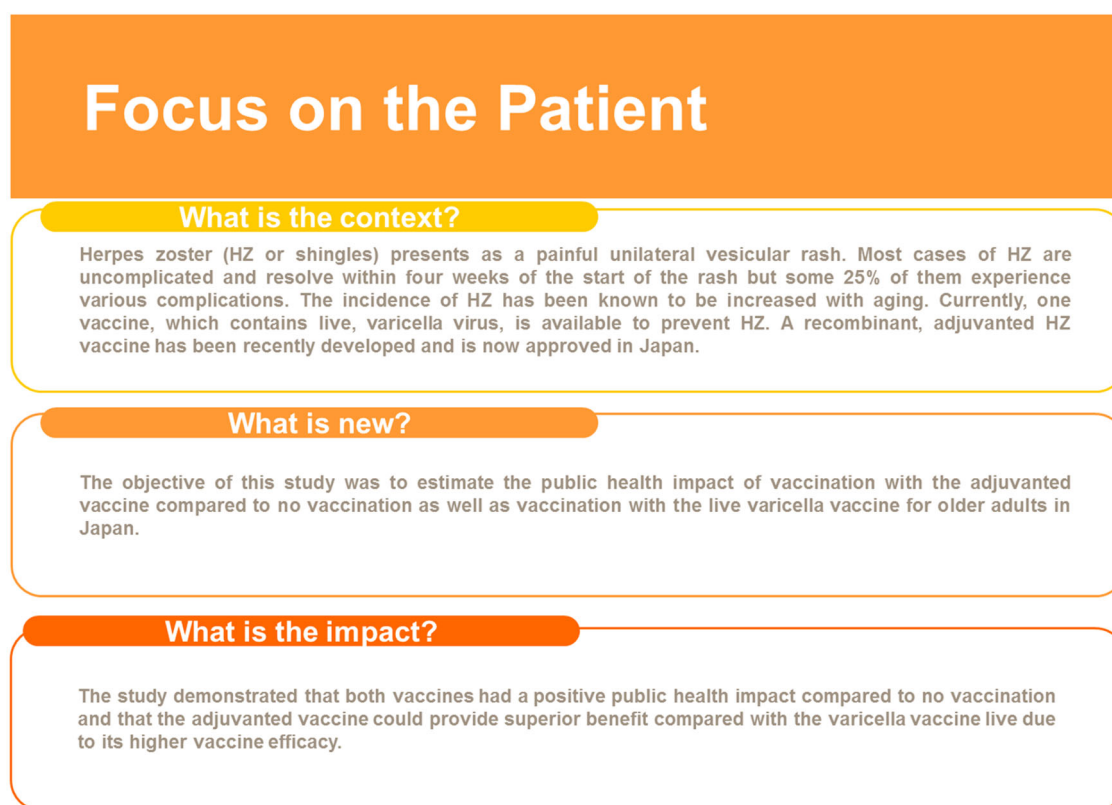 Focus on the Patient
What is the context?
Herpes zoster (HZ or shingles) presents as a painful unilateral vesicular rash. Most cases of HZ are
uncomplicated and resolve within four weeks of the start of the rash but some 25% of them experience
various complications. The incidence of HZ has been known to be increased with aging. Currently, one
vaccine, which contains live, varicella virus, is available to prevent HZ. A recombinant, adjuvanted HZ
vaccine has been recently developed and is now approved in Japan.
What is new?
The objective of this study was to estimate the public health impact of vaccination with the adjuvanted
vaccine compared to no vaccination as well as vaccination with the live varicella vaccine for older adults in
Japan.
What is the impact?
The study demonstrated that both vaccines had a positive public health impact compared to no vaccination
and that the adjuvanted vaccine could provide superior benefit compared with the varicella vaccine live due
to its higher vaccine efficacy.